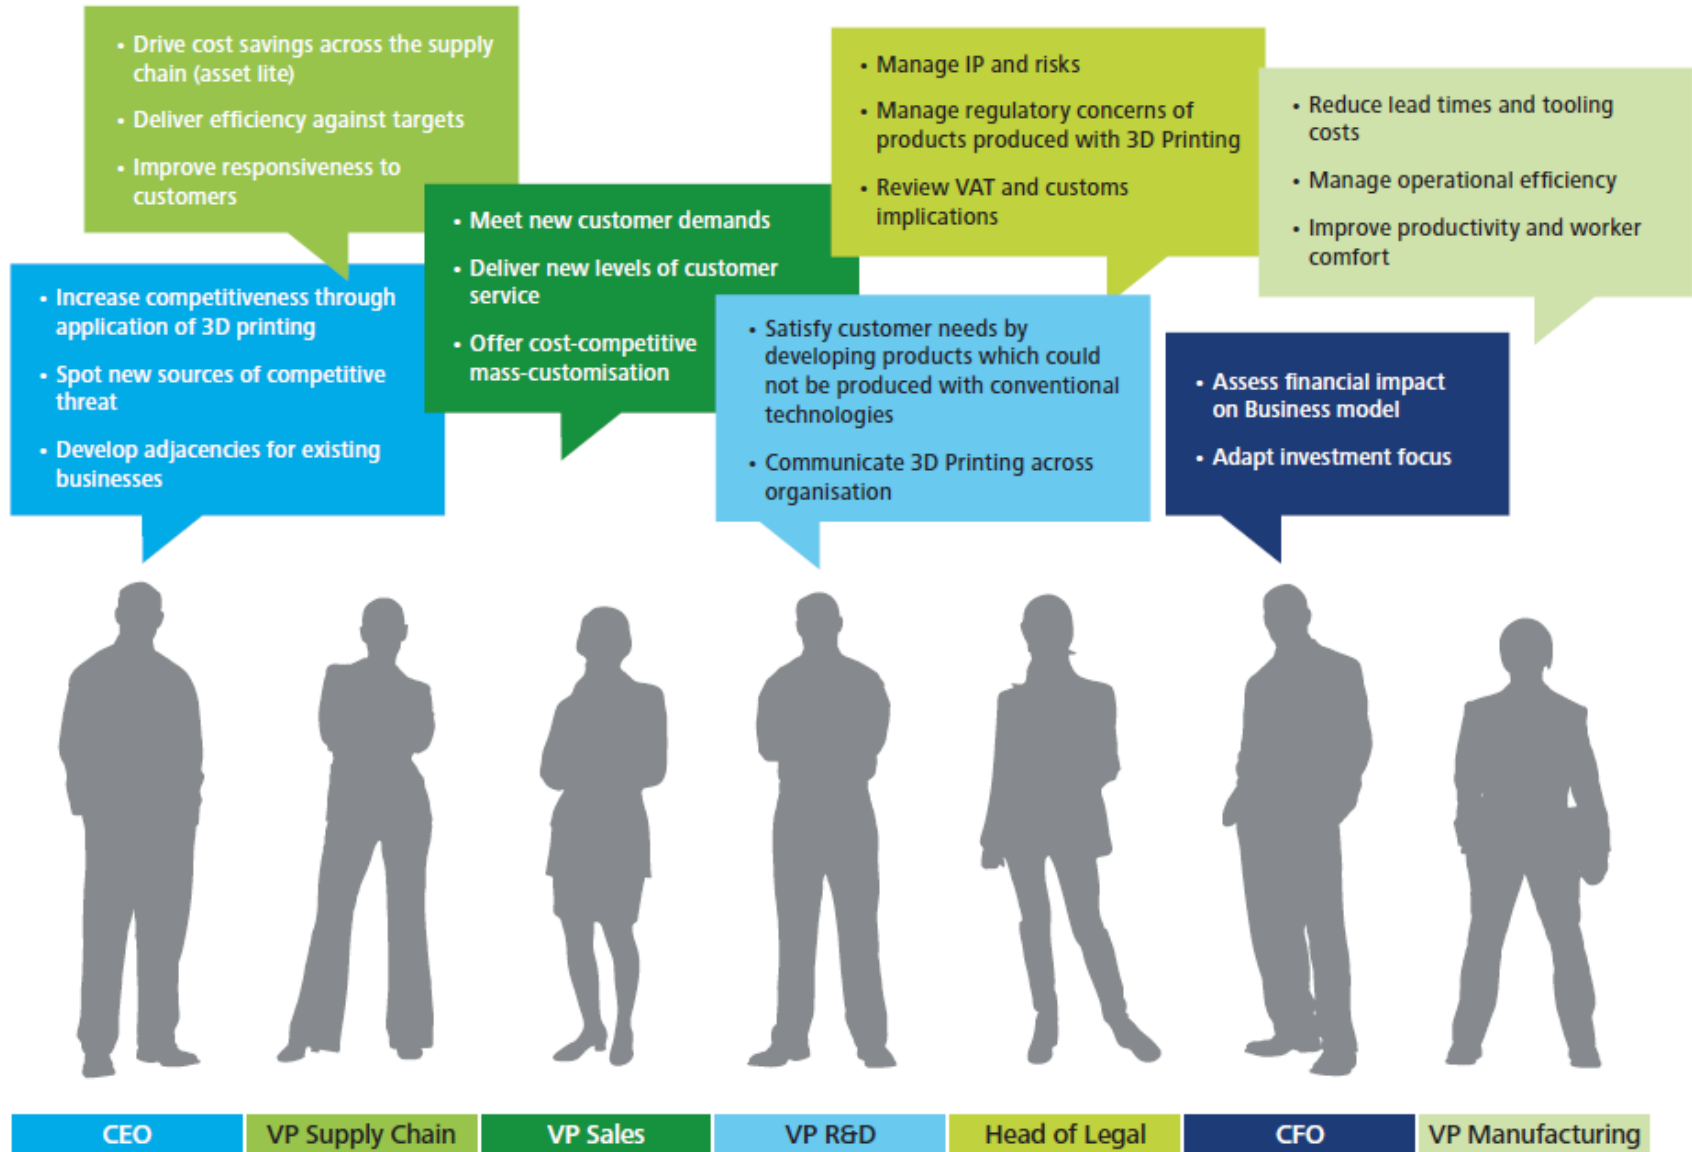 • Drive cost savings across the supply
chain (asset lite)
• Deliver efficiency against targets
• Improve responsiveness to
customers
• Manage IP and risks
• Manage regulatory concerns of
products produced with 3D Printing
• Review VAT and customs
implications
• Reduce lead times and tooling
costs
• Manage operational efficiency
• Improve productivity and worker
comfort
• Meet new customer demands
• Deliver new levels of customer
service
• Offer cost-competitive
mass-customisation
• Increase competitiveness through
application of 3D printing
• Spot new sources of competitive
threat
• Develop adjacencies for existing
businesses
• Satisfy customer needs by
developing products which could
not be produced with conventional
technologies
• Communicate 3D Printing across
organisation
• Assess financial impact
on Business model
• Adapt investment focus
CEO
VP Supply Chain
VP Sales
VP R&D
Head of Legal
CFO
VP Manufacturing